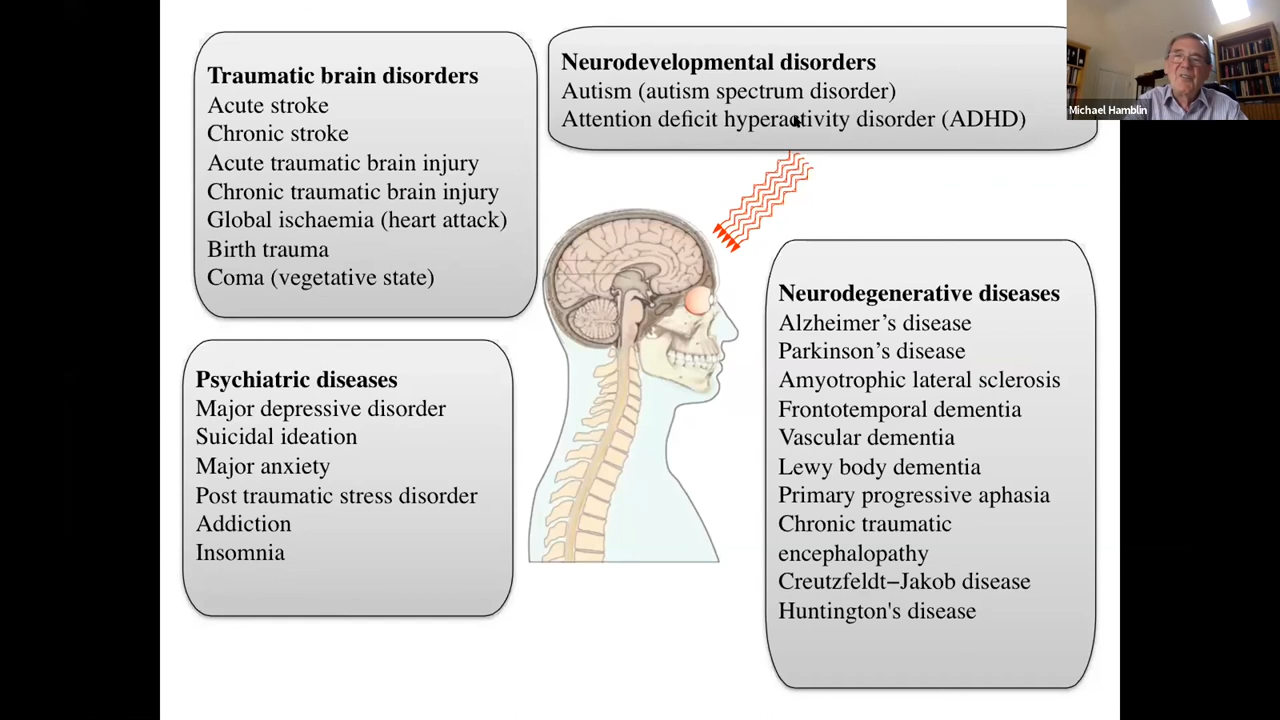 Traumatic brain disorders
Acute stroke
Chronic stroke
Acute traumatic brain injury
Chronic traumatic brain injury
Global ischaemia (heart attack)
Birth trauma
Coma (vegetative state)
Neurodevelopmental disorders
Autism (autism spectrum disorder)
Attention deficit hyperactivity disorder (ADHD)
Michael Hamblin
Psychiatric diseases
Major depressive disorder
Suicidal ideation
Major anxiety
Post traumatic stress disorder
Addiction
Insomnia
Neurodegenerative diseases
Alzheimer’s disease
Parkinson’s disease
Amyotrophic lateral sclerosis
Frontotemporal dementia
Vascular dementia
Lewy body dementia
Primary progressive aphasia
Chronic traumatic
encephalopathy
Creutzfeldt–Jakob disease
Huntington's disease